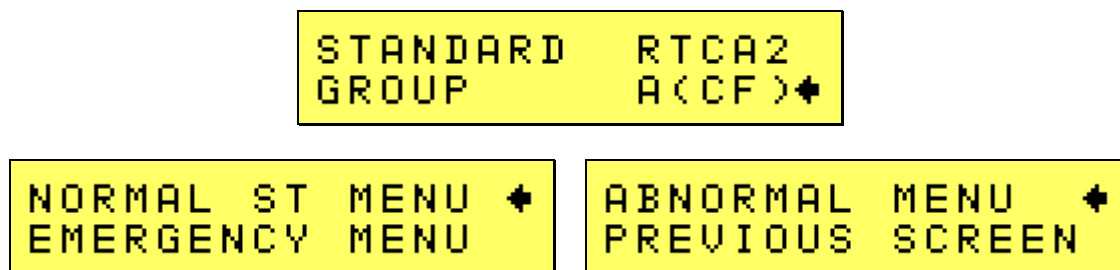 STANDARD RTCA2
GROUP A(CF)
NORMAL ST MENU
EMERGENCY MENU
ABNORMAL MENU
PREVIOUS SCREEN